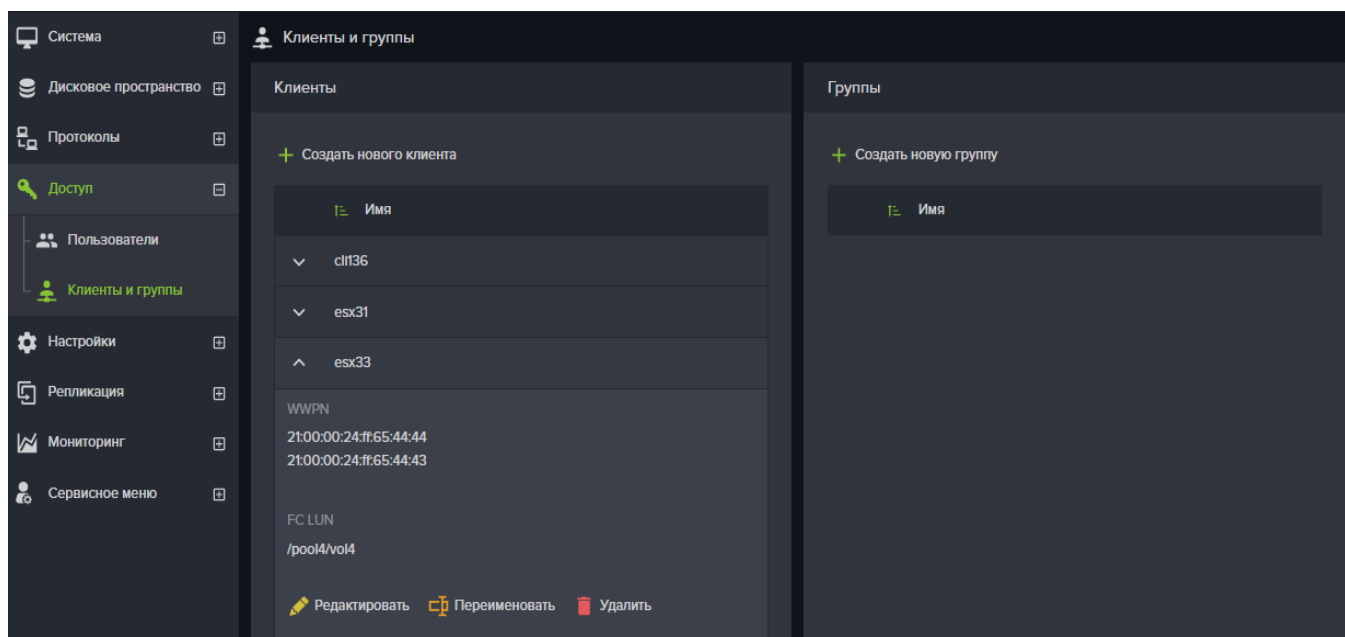 Система
Дисковое пространство
Протоколы
Доступ
Пользователи
Клиенты и группы
Настройки
Репликация
Мониторинг
Сервисное меню
Клиенты и группы
Клиенты
Создать нового клиента
Имя
clt136
esx31
esx33
WWPN
21:00:00:24:ff:65:44:44
21:00:00:24:ff:65:44:43
FC LUN
/pool4/vol4
Редактировать Переименовать Удалить
Группы
Создать новую группу
Имя